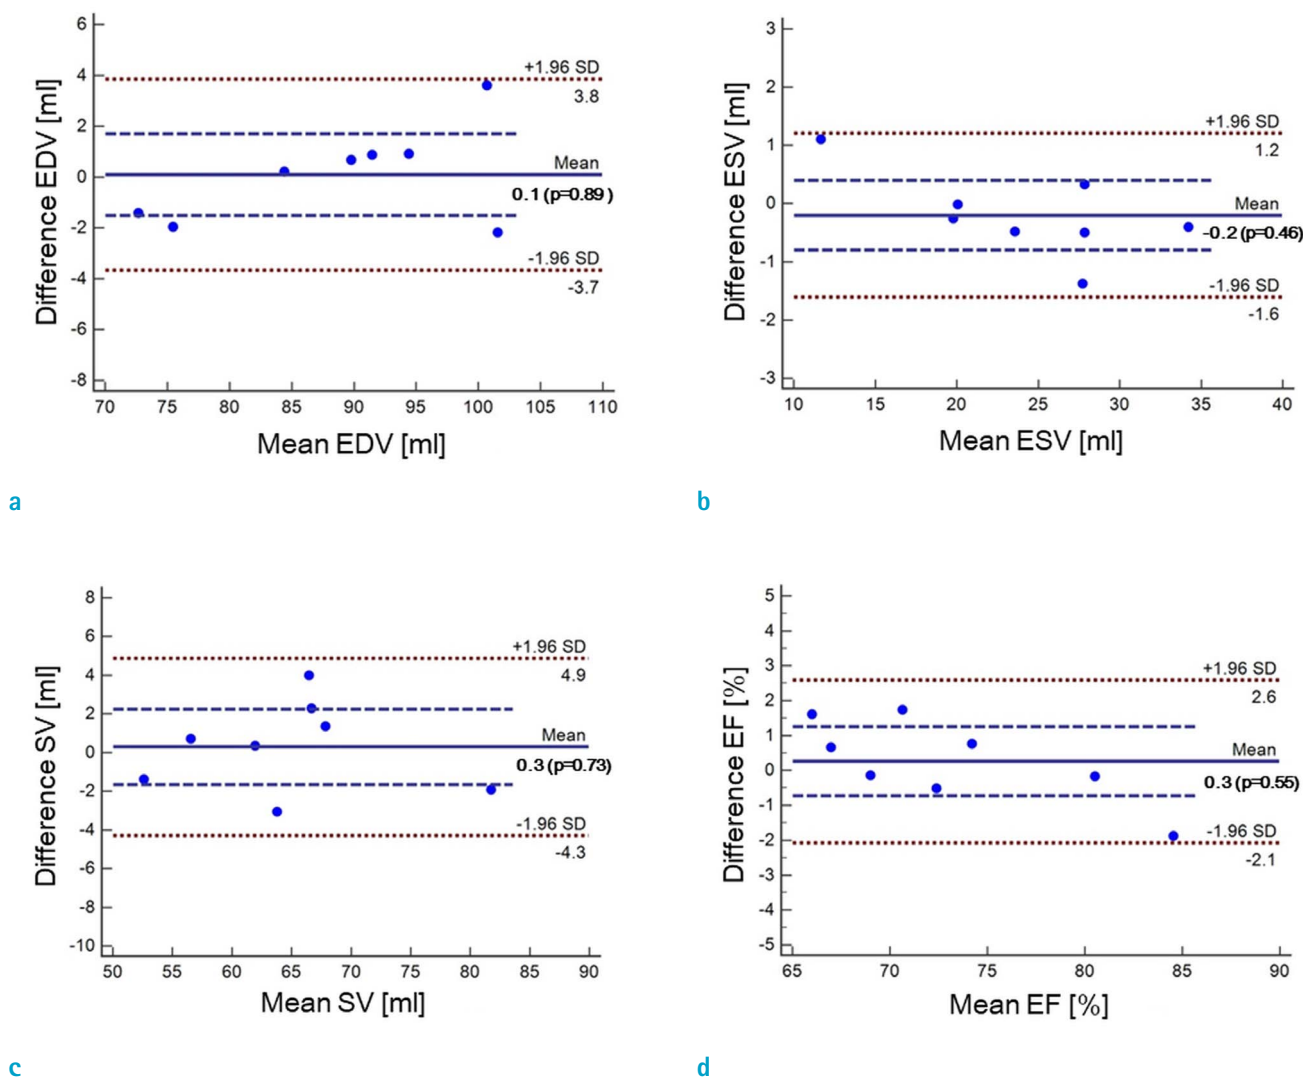 6
4
2
0
-2
-4
-6
-8
Difference EDV [ml]
+1.96 SD
3.8
Mean
0.1 (p=0.89)
-1.96 SD
-3.7
70 75 80 85 90 95 100 105 110
Mean EDV [ml]
a
3
2
1
0
-1
-2
-3
Difference ESV [ml]
+1.96 SD
1.2
Mean
-0.2 (p=0.46)
-1.96 SD
-1.6
10 15 20 25 30 35 40
Mean ESV [ml]
b
8
6
4
2
0
-2
-4
-6
-8
-10
Difference SV [ml]
+1.96 SD
4.9
Mean
0.3 (p=0.73)
-1.96 SD
-4.3
50 55 60 65 70 75 80 85 90
Mean SV [ml]
c
5
4
3
2
1
0
-1
-2
-3
-4
-5
Difference EF [%]
+1.96 SD
2.6
Mean
0.3 (p=0.55)
-1.96 SD
-2.1
65 70 75 80 85 90
Mean EF [%]
d